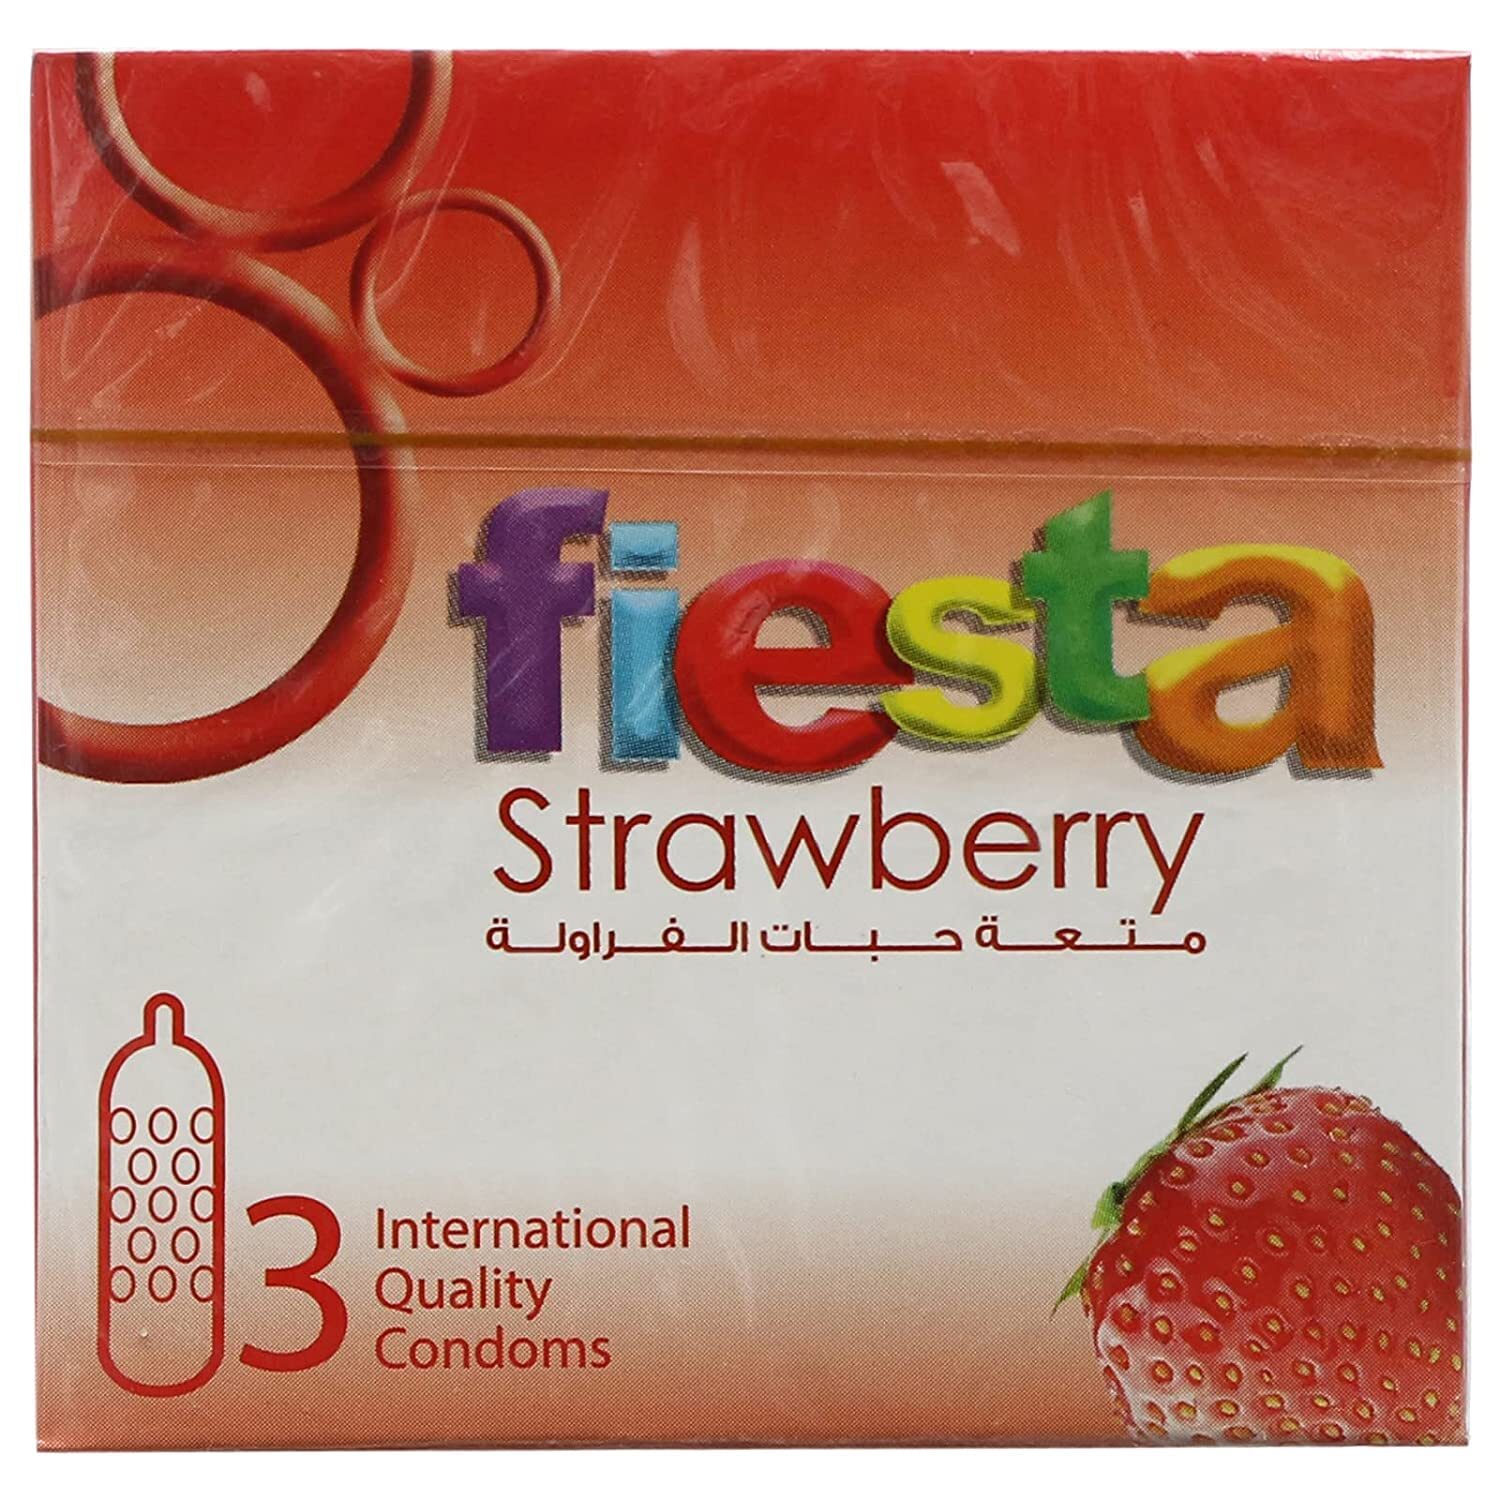 fiesta
Strawberry
متعة حبات الفراولة
3 International
Quality
Condoms